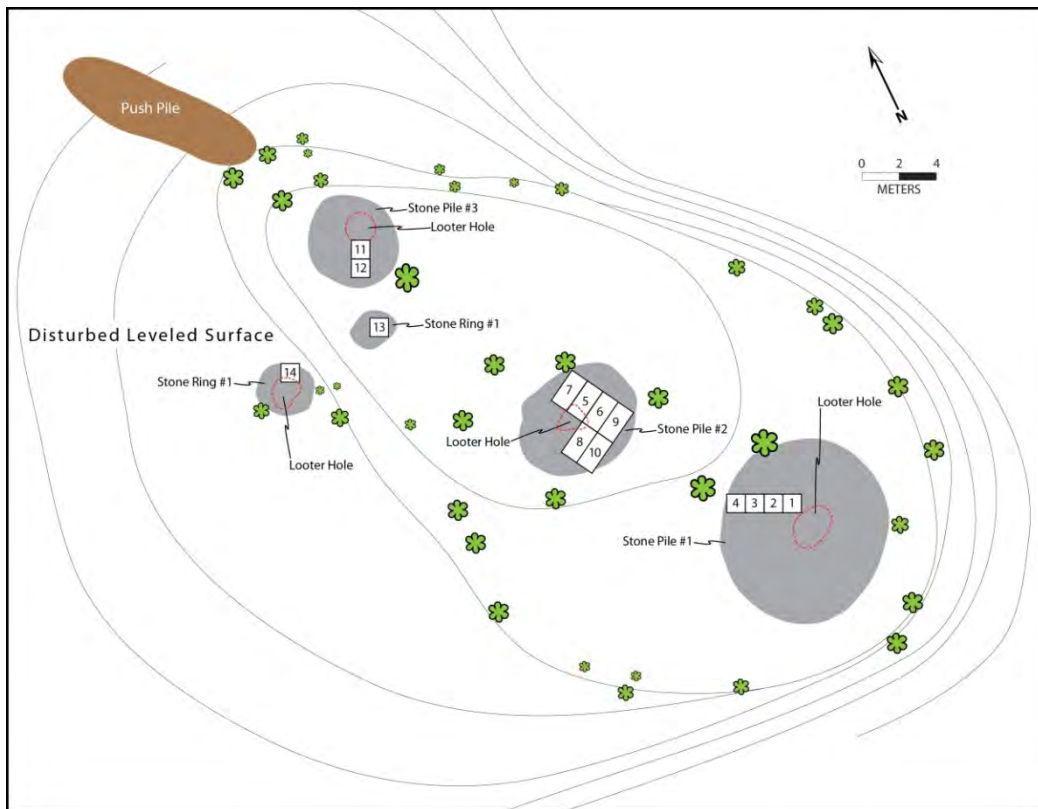 Push Pile
N
0 2 4
METERS
Stone Pile #3
Looter Hole
11
12
13
Stone Ring #1
Disturbed Leveled Surface
14
Stone Ring #1
Looter Hole
7
5
6
9
8
10
Looter Hole
Stone Pile #2
Looter Hole
4 3 2 1
Stone Pile #1